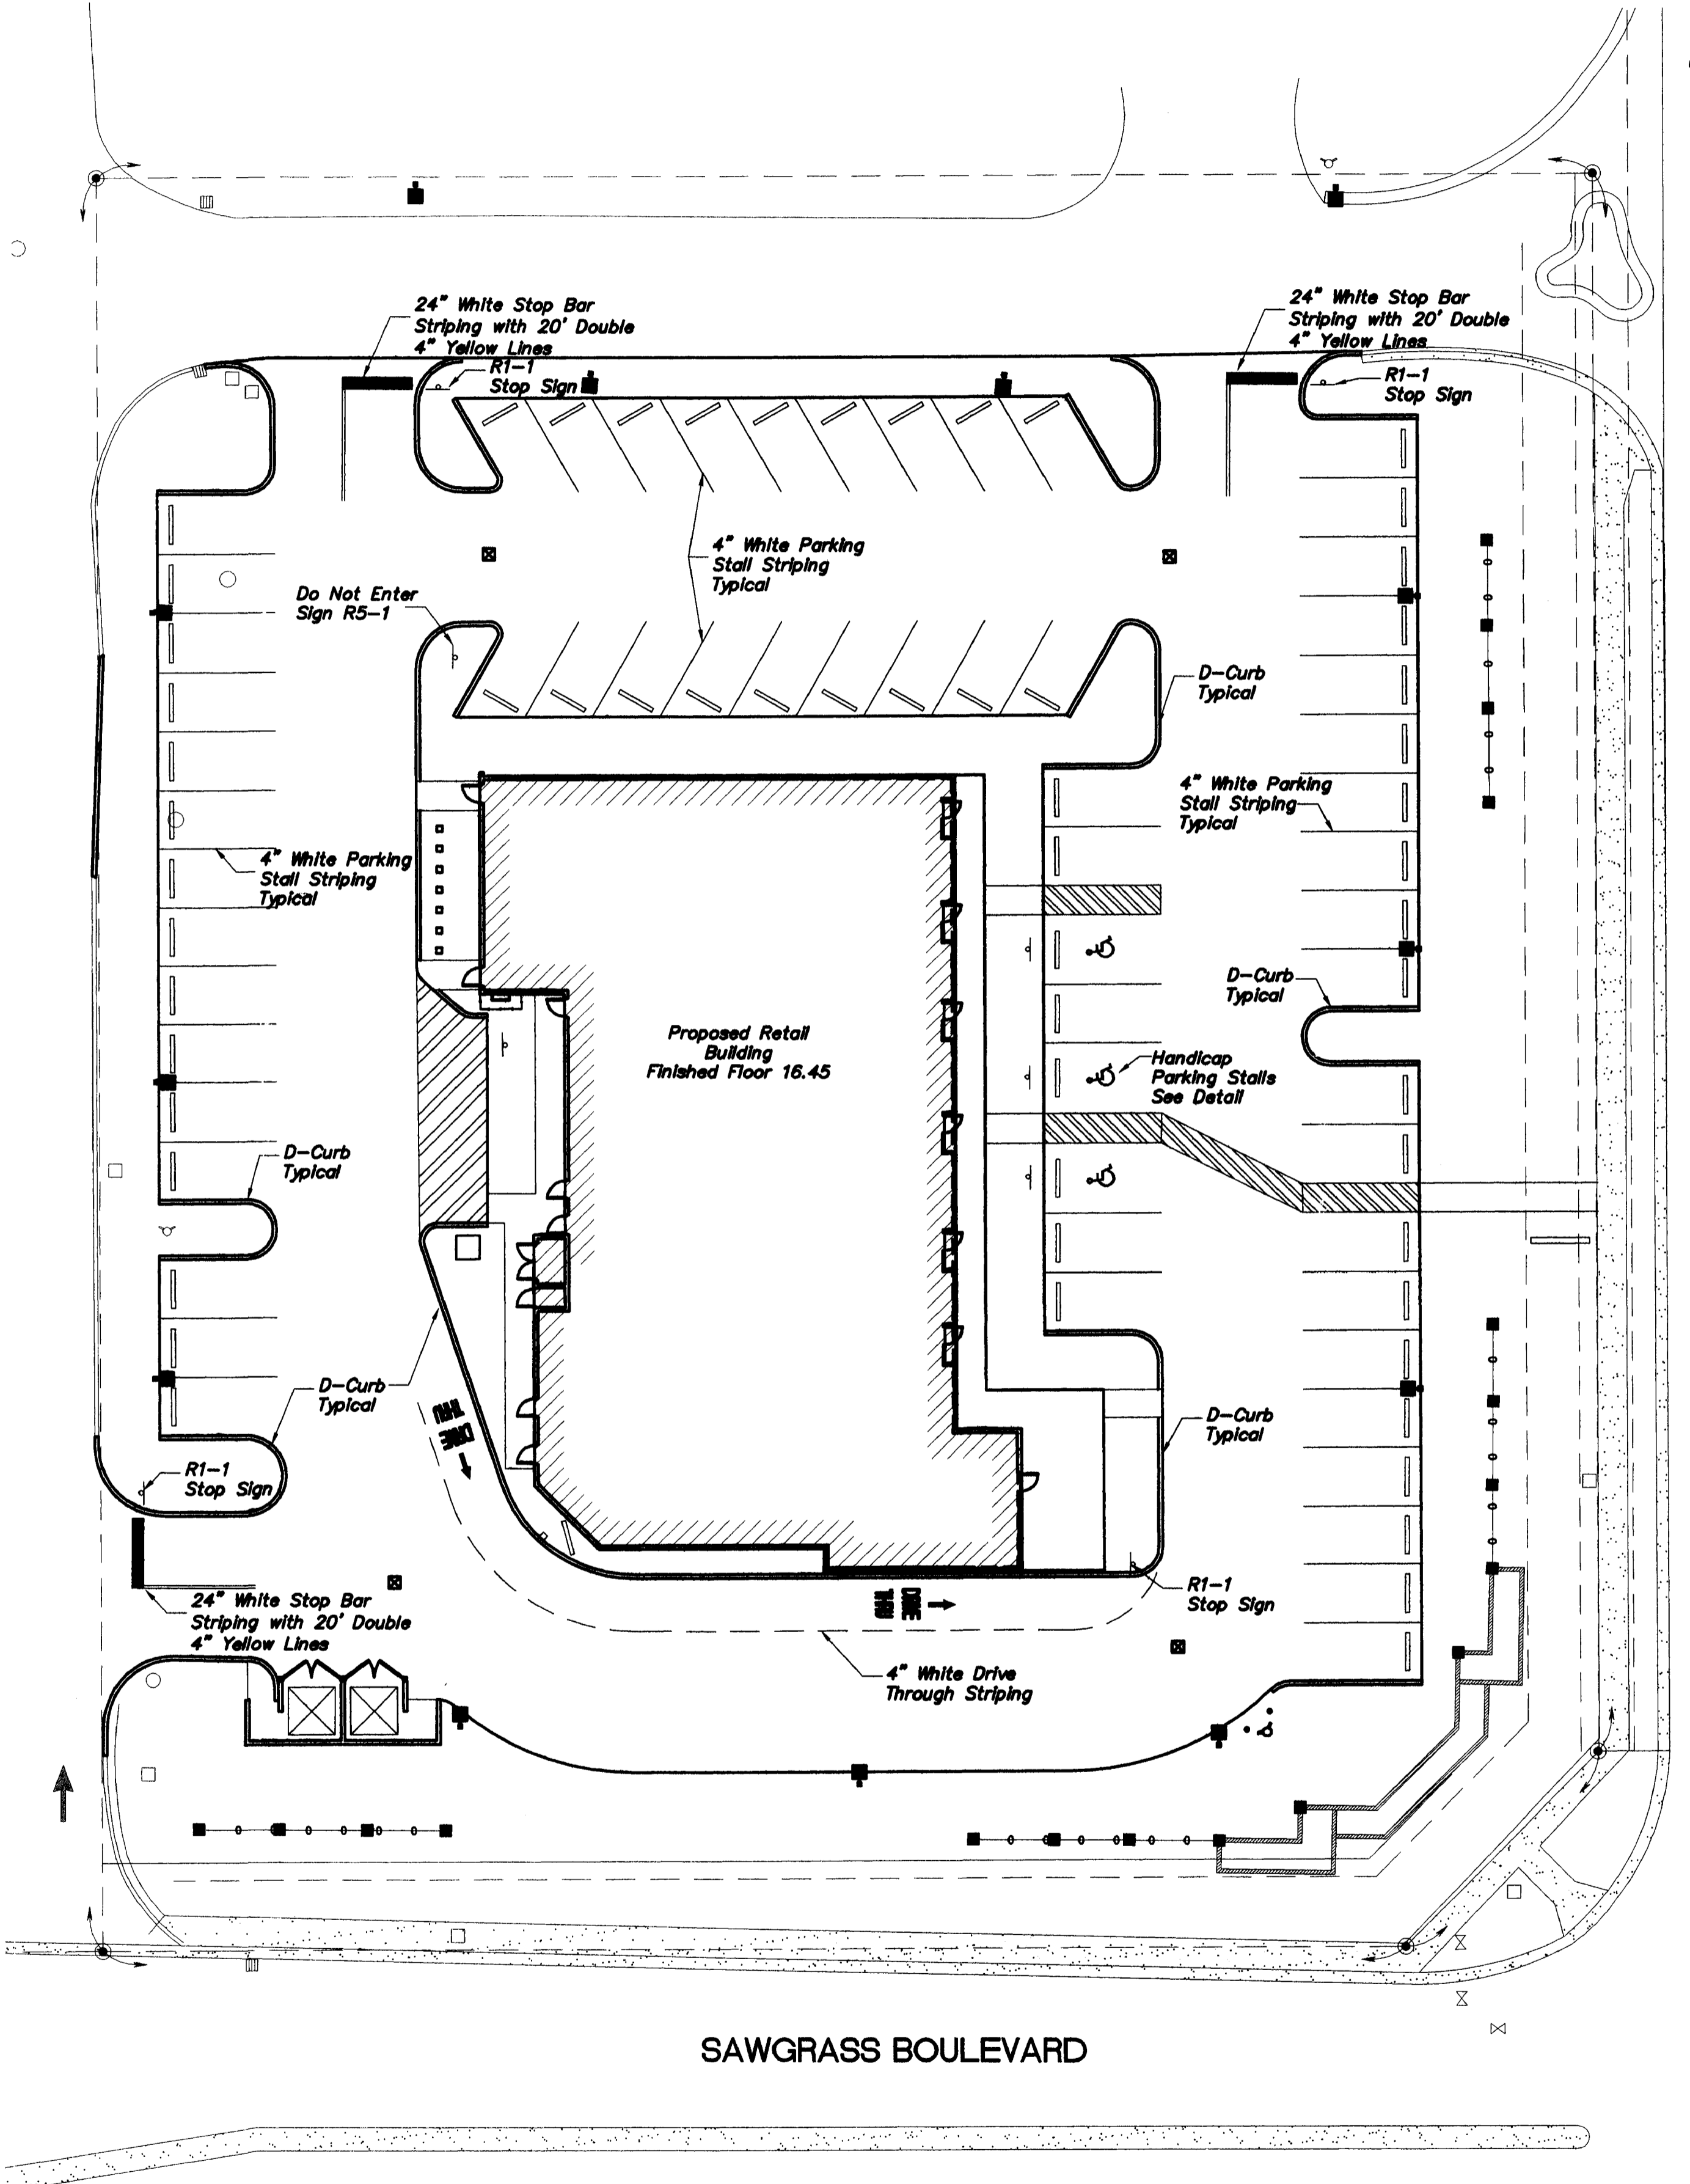 24" White Stop Bar
Striping with 20' Double
4" Yellow Lines
R1-1
Stop Sign
24" White Stop Bar
Striping with 20' Double
4" Yellow Lines
R1-1
Stop Sign
4" White Parking
Stall Striping
Typical
Do Not Enter
Sign R5-1
D-Curb
Typical
4" White Parking
Stall Striping
Typical
4" White Parking
Stall Striping
Typical
D-Curb
Typical
Proposed Retail
Building
Finished Floor 16.45
Handicap
Parking Stalls
See Detail
D-Curb
Typical
D-Curb
Typical
DRIVE
THRU
D-Curb
Typical
R1-1
Stop Sign
R1-1
Stop Sign
DRIVE
THRU
24" White Stop Bar
Striping with 20' Double
4" Yellow Lines
4" White Drive
Through Striping
SAWGRASS BOULEVARD